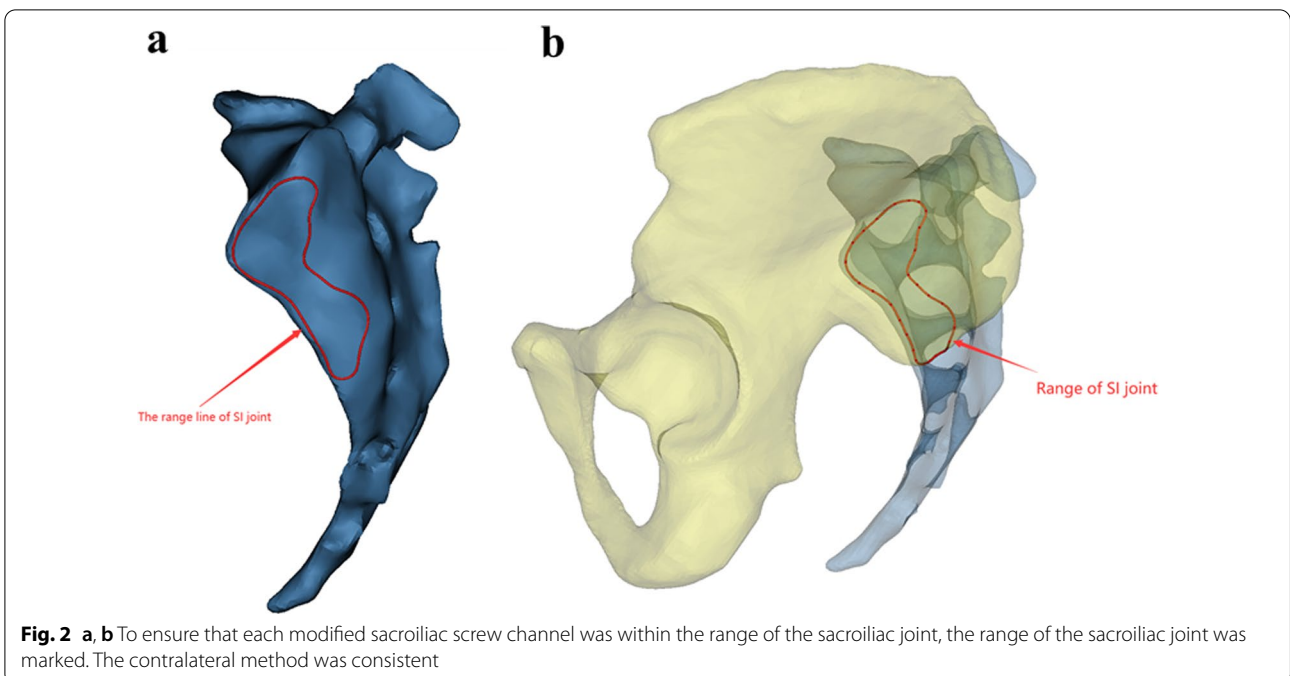 a
b
The range line of SI joint
Range of SI joint
Fig. 2 a, b To ensure that each modified sacroiliac screw channel was within the range of the sacroiliac joint, the range of the sacroiliac joint was
marked. The contralateral method was consistent